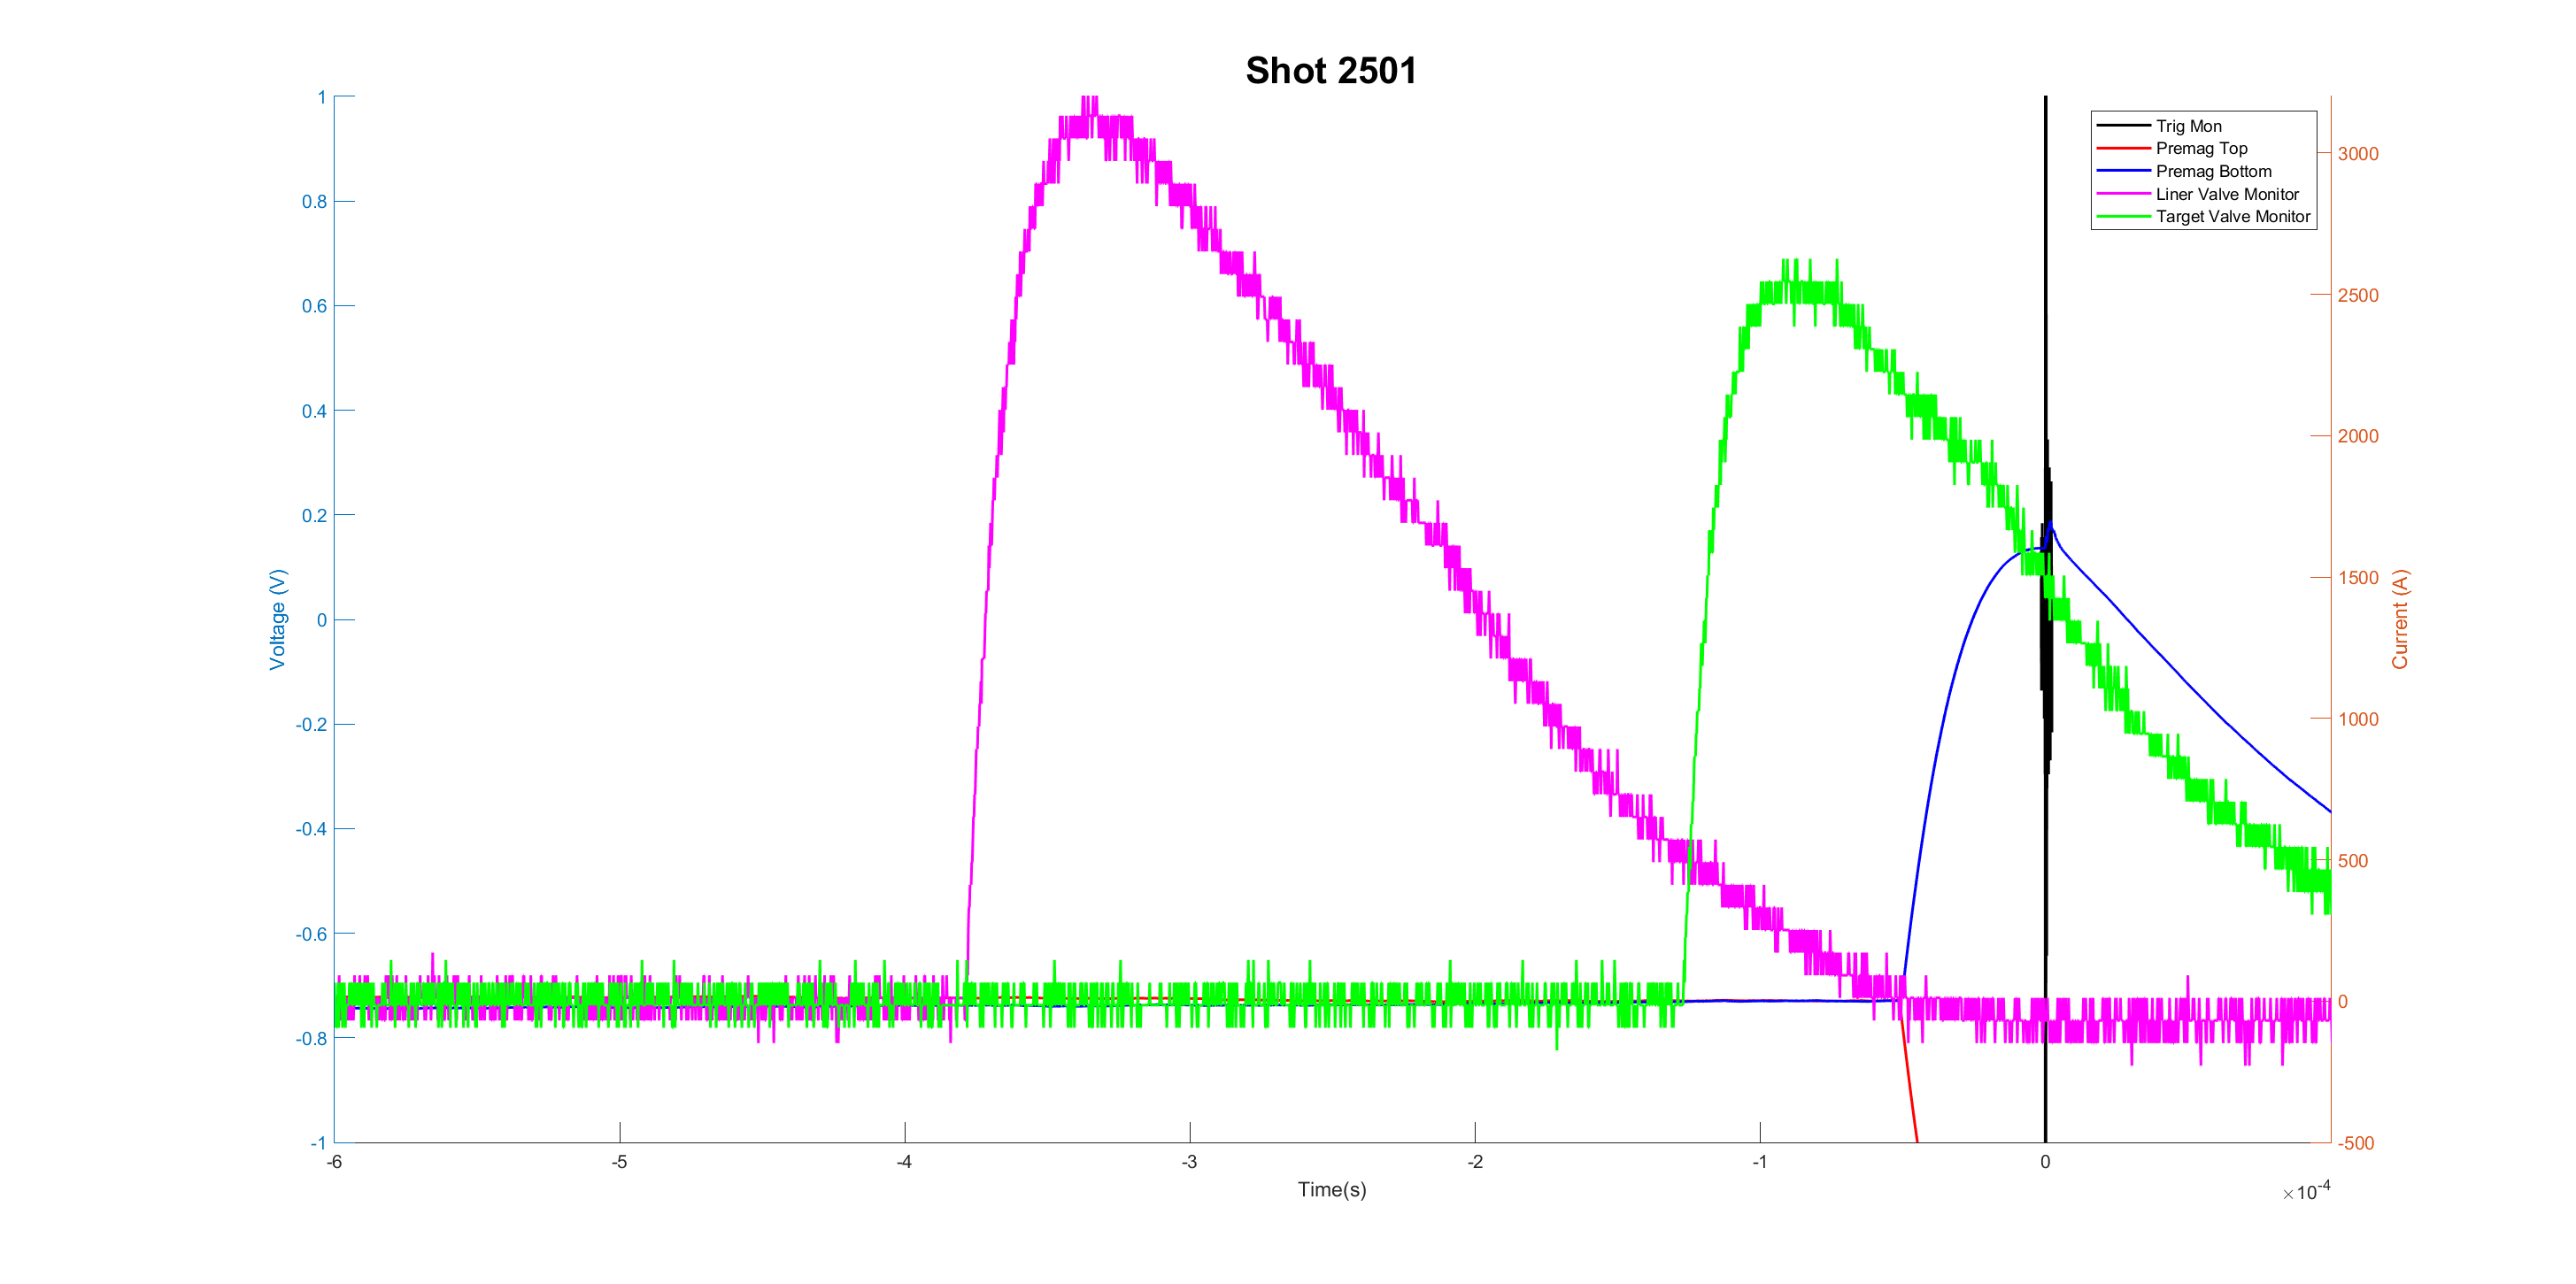 Shot 2501
1
0.8
0.6
0.4
0.2
0
-0.2
-0.4
-0.6
-0.8
-1
Voltage (V)
Trig Mon
Premag Top
Premag Bottom
Liner Valve Monitor
Target Valve Monitor
3000
2500
2000
1500
1000
500
0
-500
Current (A)
-6 -5 -4 -3 -2 -1 0
Time(s)
×10-4